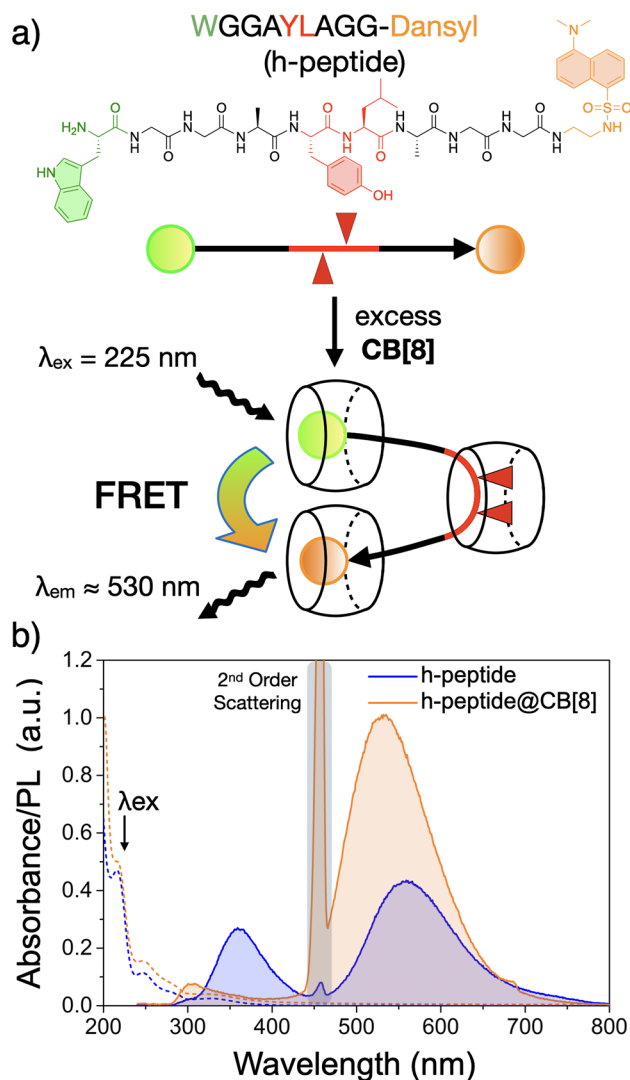 a)
WGGAYLAGG-Dansyl
(h-peptide)
N
O
O
O
O
O
H2N
H
N
N
H
O
H
N
N
H
O
H
N
N
H
O
H
N
N
H
O
H
N
O=S=O
NH
HN
OH
excess
CB[8]
λex = 225 nm
FRET
λem ≈ 530 nm
b)
1.2
1.0
0.8
0.6
0.4
0.2
0.0
Absorbance/PL (a.u.)
2nd Order
Scattering
h-peptide
h-peptide@CB[8]
λex
200 300 400 500 600 700 800
Wavelength (nm)